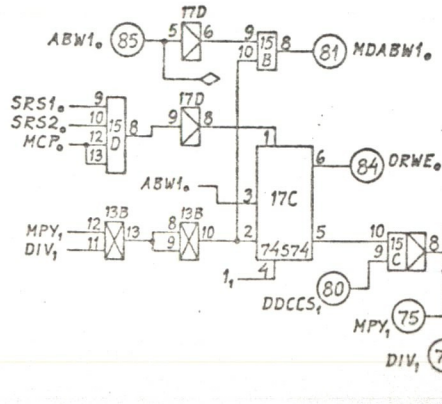 17D
ABW1₀ 85 5 6 9 10 15 B 8 81 MDABW1₀
17D
SRS1₀ 9
SRS2₀ 10
MCP₀ 12
13
15 D 8 9 8 1
6 84 ORWE₀
ABW1₀ 3 17C
MPY₁ 12 13B 13 8 13B 10 2
DIV₁ 11 9
74S74 5 10 15 C 8
1₁ 4
9
DDCCS₁ 80
MPY₁ 75
DIV₁